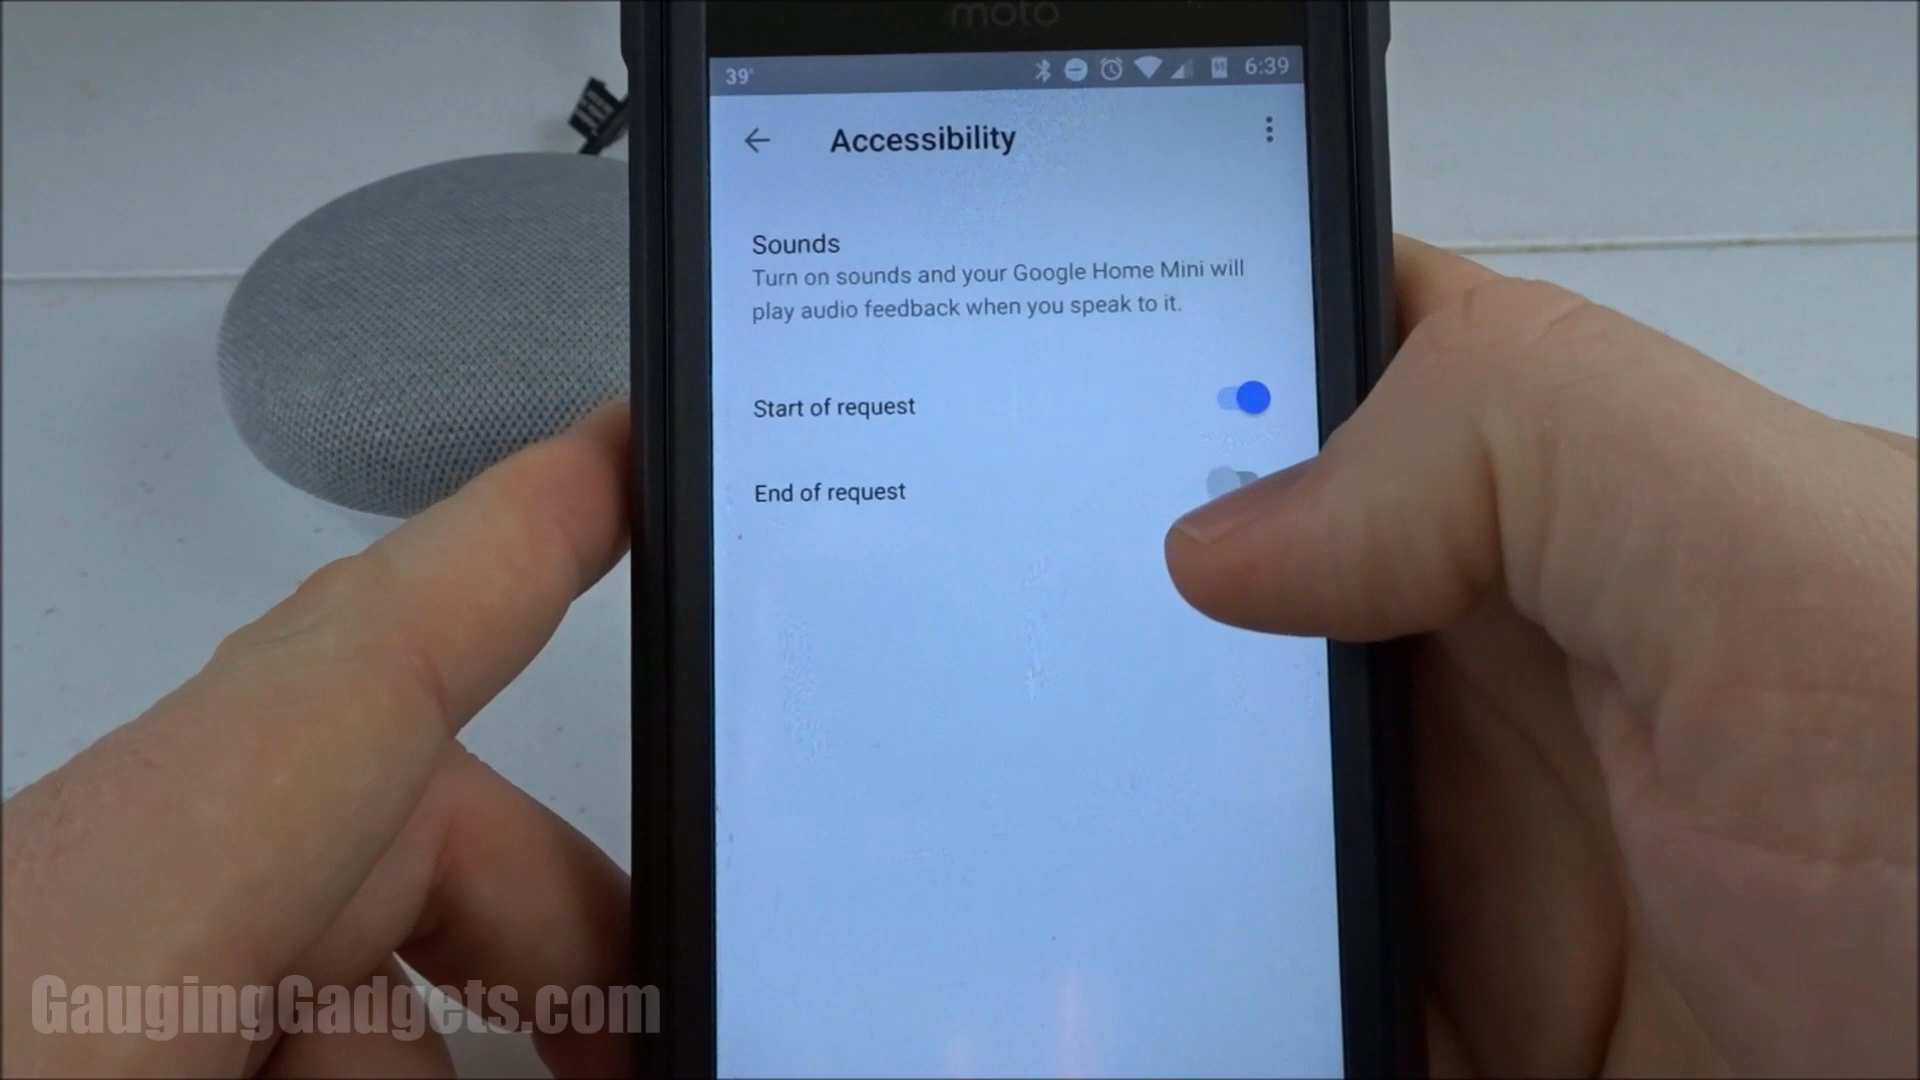 moto
39°
6:39
Accessibility
Sounds
Turn on sounds and your Google Home Mini will
play audio feedback when you speak to it.
Start of request
End of request
GaugingGadgets.com